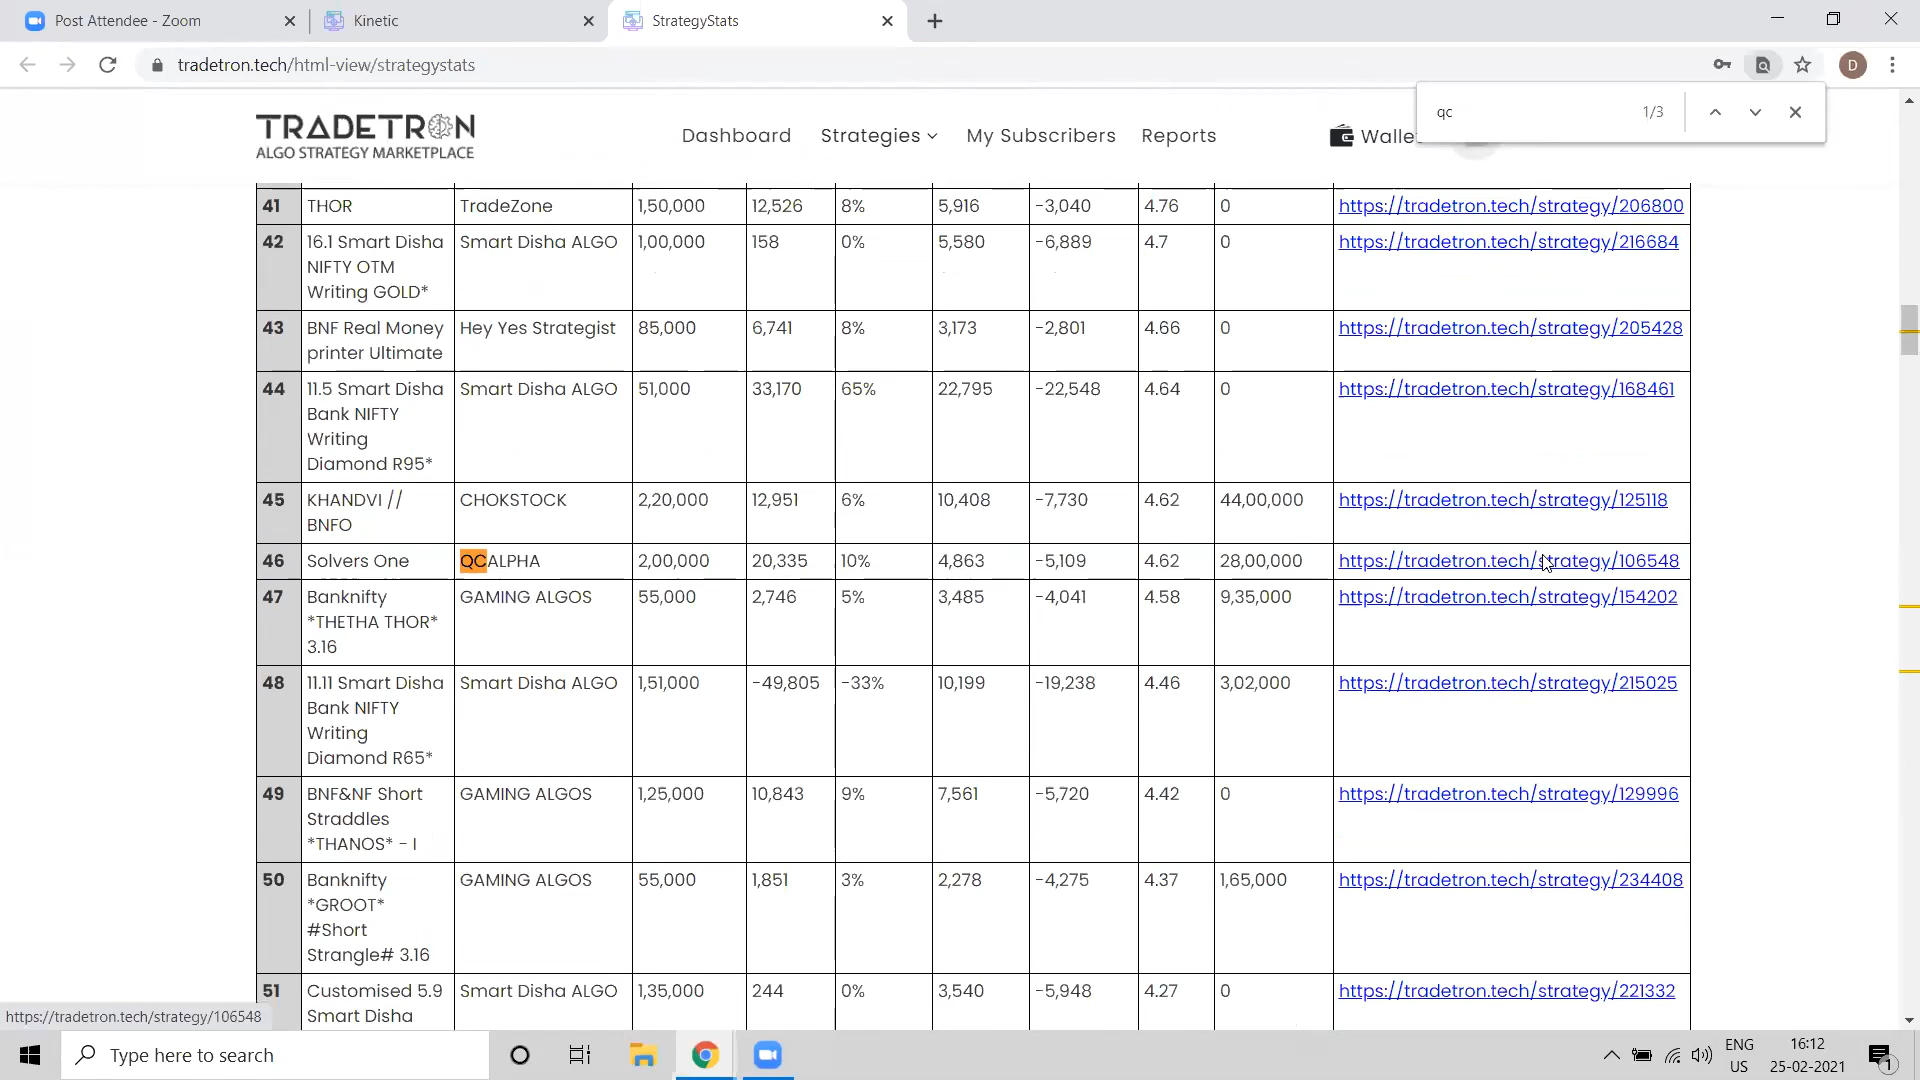 Post Attendee - Zoom
Kinetic
StrategyStats
tradetron.tech/html-view/strategystats
D
qc
1/3
TRADETRON
ALGO STRATEGY MARKETPLACE
Dashboard
Strategies
My Subscribers
Reports
Walle
41 THOR TradeZone 1,50,000 12,526 8% 5,916 -3,040 4.76 0 https://tradetron.tech/strategy/206800
42 16.1 Smart Disha Smart Disha ALGO 1,00,000 158 0% 5,580 -6,889 4.7 0 https://tradetron.tech/strategy/216684
NIFTY OTM
Writing GOLD*
43 BNF Real Money Hey Yes Strategist 85,000 6,741 8% 3,173 -2,801 4.66 0 https://tradetron.tech/strategy/205428
printer Ultimate
44 11.5 Smart Disha Smart Disha ALGO 51,000 33,170 65% 22,795 -22,548 4.64 0 https://tradetron.tech/strategy/168461
Bank NIFTY
Writing
Diamond R95*
45 KHANDVI // CHOKSTOCK 2,20,000 12,951 6% 10,408 -7,730 4.62 44,00,000 https://tradetron.tech/strategy/125118
BNFO
46 Solvers One QCALPHA 2,00,000 20,335 10% 4,863 -5,109 4.62 28,00,000 https://tradetron.tech/strategy/106548
47 Banknifty GAMING ALGOS 55,000 2,746 5% 3,485 -4,041 4.58 9,35,000 https://tradetron.tech/strategy/154202
*THETHA THOR*
3.16
48 11.11 Smart Disha Smart Disha ALGO 1,51,000 -49,805 -33% 10,199 -19,238 4.46 3,02,000 https://tradetron.tech/strategy/215025
Bank NIFTY
Writing
Diamond R65*
49 BNF&NF Short GAMING ALGOS 1,25,000 10,843 9% 7,561 -5,720 4.42 0 https://tradetron.tech/strategy/129996
Straddles
*THANOS* - I
50 Banknifty GAMING ALGOS 55,000 1,851 3% 2,278 -4,275 4.37 1,65,000 https://tradetron.tech/strategy/234408
*GROOT*
#Short
Strangle# 3.16
51 Customised 5.9 Smart Disha ALGO 1,35,000 244 0% 3,540 -5,948 4.27 0 https://tradetron.tech/strategy/221332
Smart Disha
https://tradetron.tech/strategy/106548
Type here to search
ENG
US
16:12
25-02-2021
1